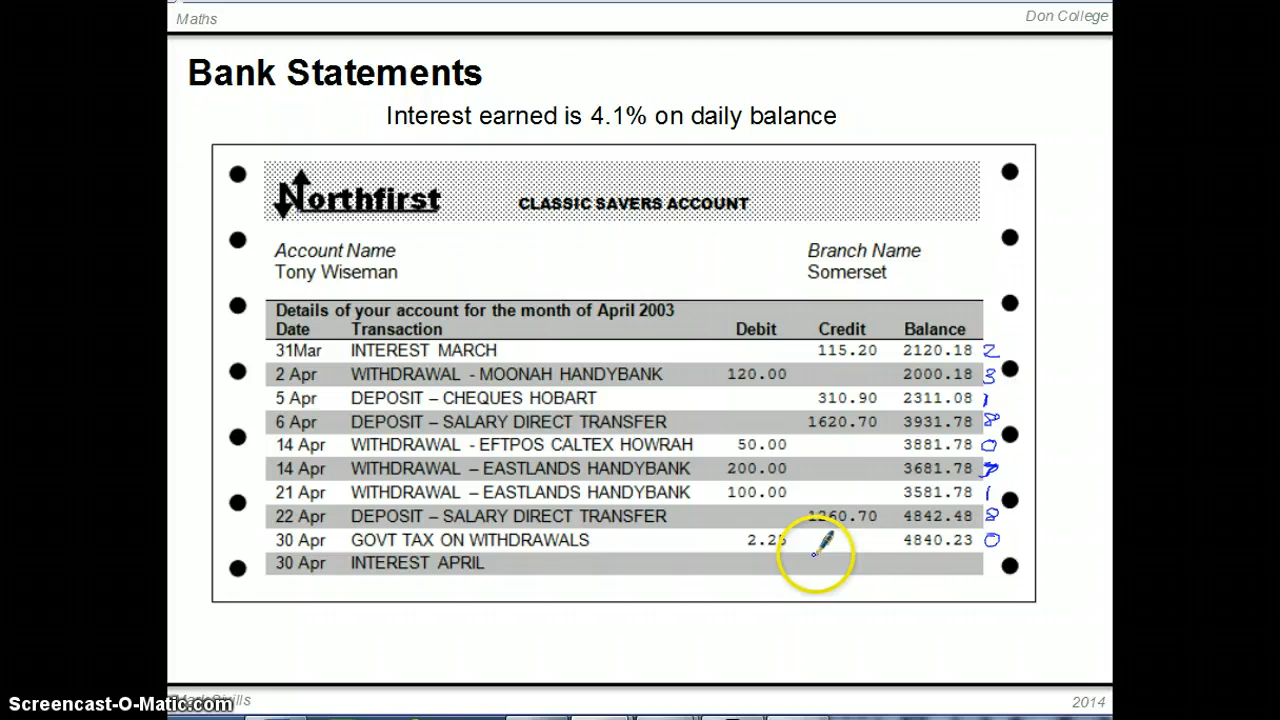 Maths Don College
Bank Statements
Interest earned is 4.1% on daily balance
Northfirst CLASSIC SAVERS ACCOUNT
Account Name Branch Name
Tony Wiseman Somerset
Details of your account for the month of April 2003
Date Transaction Debit Credit Balance
31Mar INTEREST MARCH 115.20 2120.18 2
2 Apr WITHDRAWAL - MOONAH HANDYBANK 120.00 2000.18 3
5 Apr DEPOSIT – CHEQUES HOBART 310.90 2311.08 1
6 Apr DEPOSIT – SALARY DIRECT TRANSFER 1620.70 3931.78 8
14 Apr WITHDRAWAL - EFTPOS CALTEX HOWRAH 50.00 3881.78 0
14 Apr WITHDRAWAL – EASTLANDS HANDYBANK 200.00 3681.78
21 Apr WITHDRAWAL – EASTLANDS HANDYBANK 100.00 3581.78 1
22 Apr DEPOSIT – SALARY DIRECT TRANSFER 1260.70 4842.48 8
30 Apr GOVT TAX ON WITHDRAWALS 2.25 4840.23 0
30 Apr INTEREST APRIL
Screencast-O-Matic.com 2014